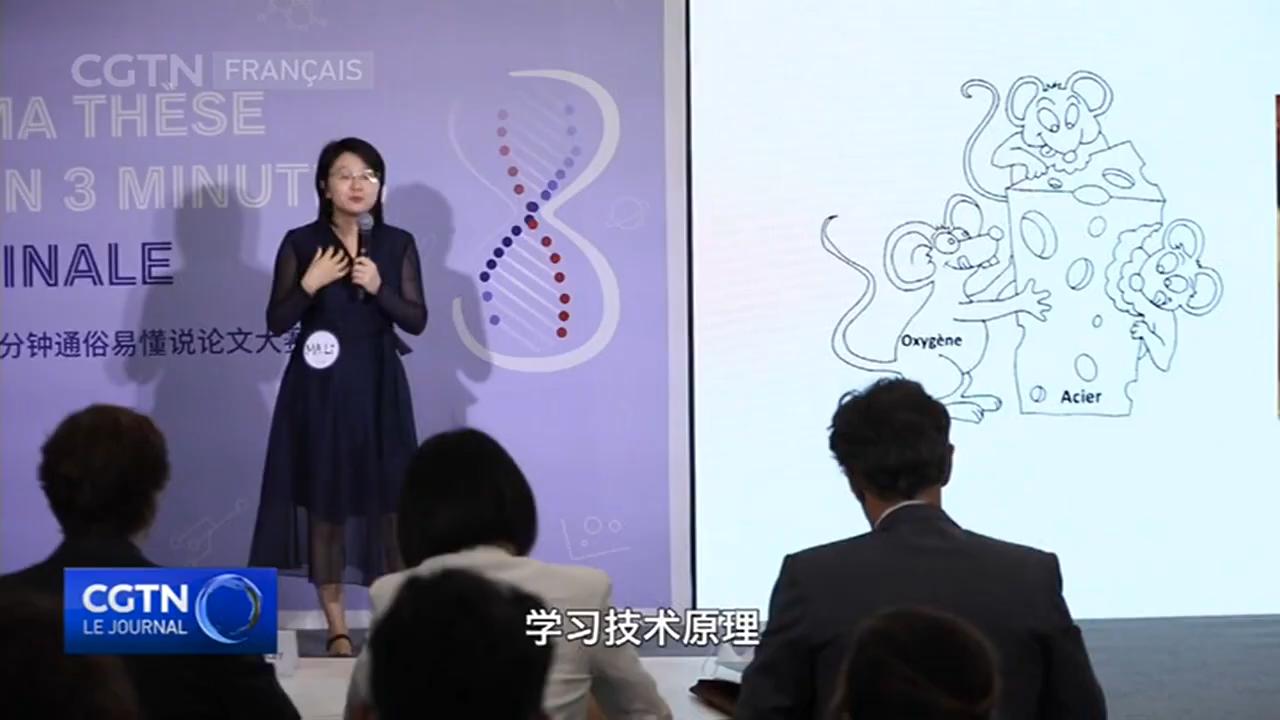 CGTN FRANÇAIS
MA THÈSE
N 3 MINUT
INALE
分钟通俗易懂说论文大赛
MA LI
Oxygène
Acier
CGTN
LE JOURNAL
学习技术原理